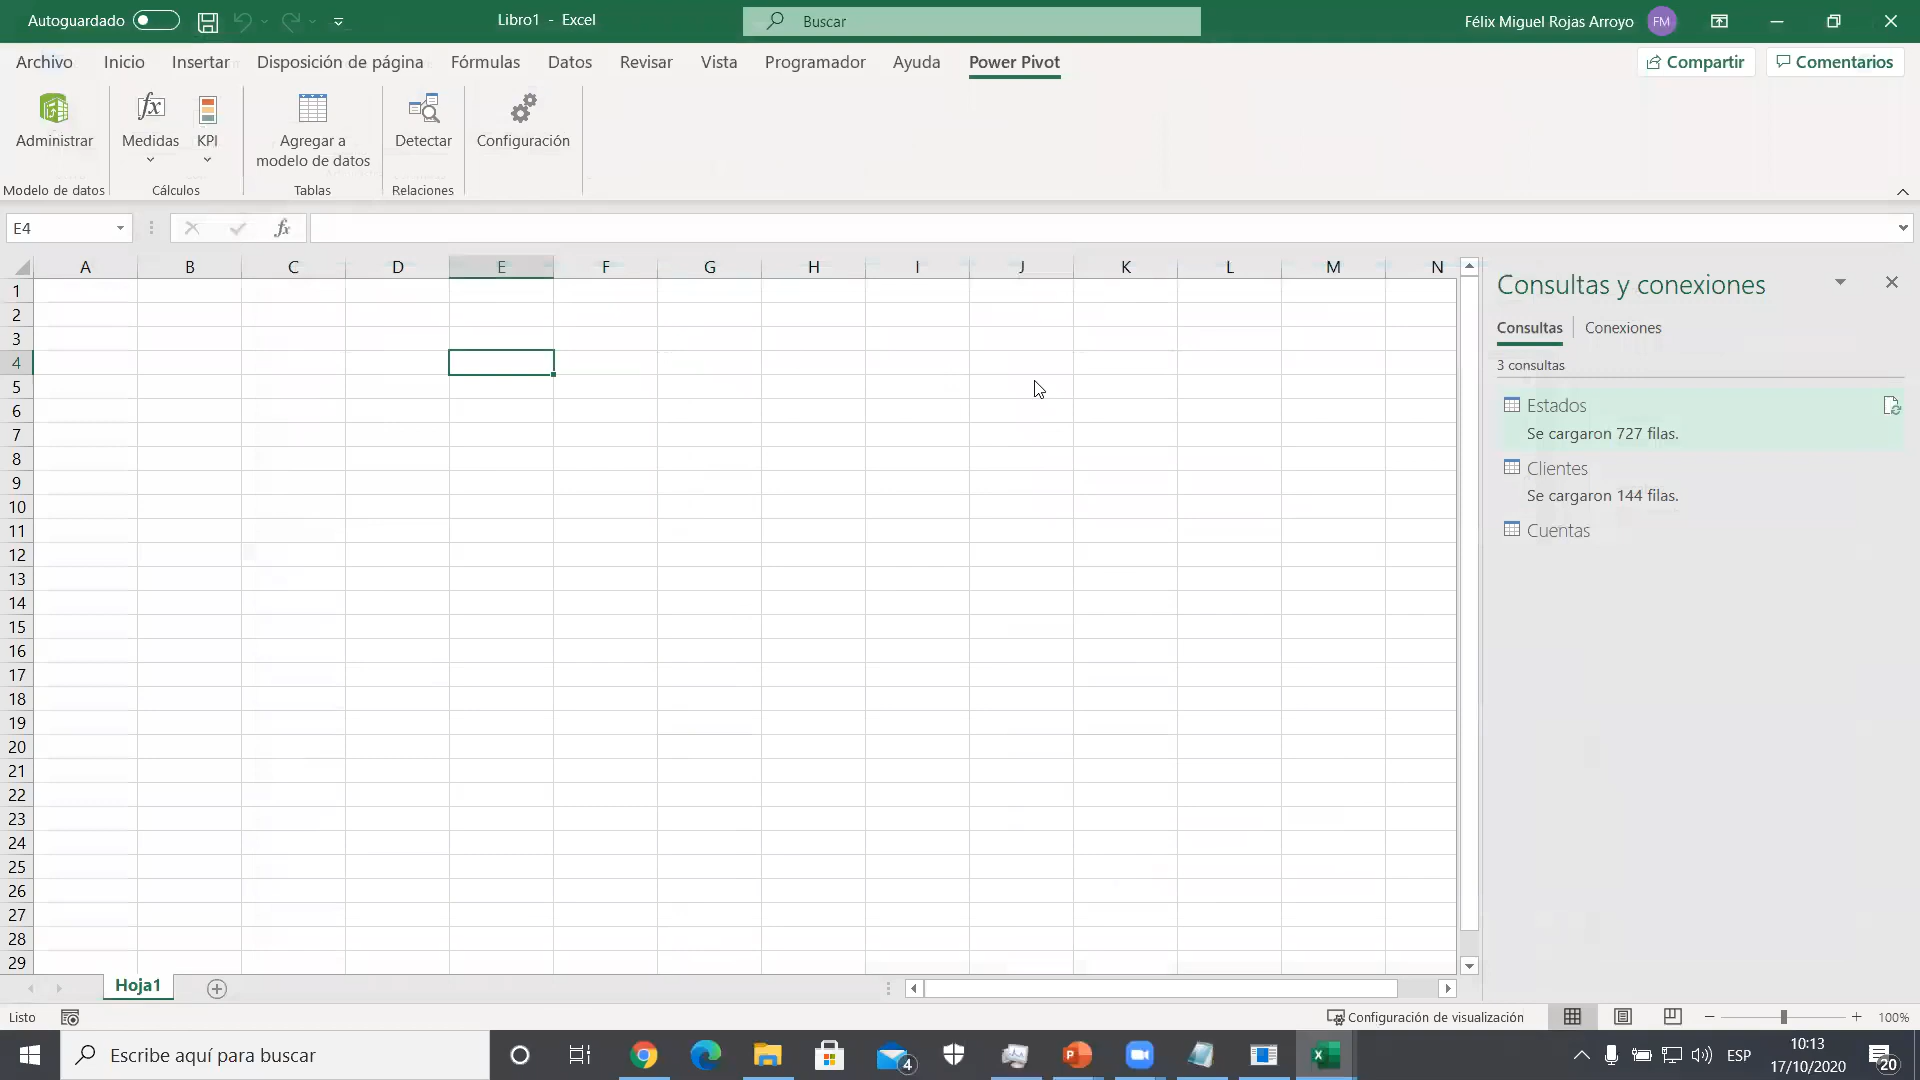 Autoguardado
Libro1 - Excel
Buscar
Félix Miguel Rojas Arroyo
FM
Archivo
Inicio
Insertar
Disposición de página
Fórmulas
Datos
Revisar
Vista
Programador
Ayuda
Power Pivot
Compartir
Comentarios
Administrar
Medidas
KPI
Agregar a
modelo de datos
Detectar
Configuración
Modelo de datos
Cálculos
Tablas
Relaciones
E4
fx
A B C D E F G H I J K L M N
1
2
3
4
5
6
7
8
9
10
11
12
13
14
15
16
17
18
19
20
21
22
23
24
25
26
27
28
29
Consultas y conexiones
Consultas
Conexiones
3 consultas
Estados
Se cargaron 727 filas.
Clientes
Se cargaron 144 filas.
Cuentas
Hoja1
Listo
Configuración de visualización
100%
Escribe aquí para buscar
4
ESP
10:13
17/10/2020
20